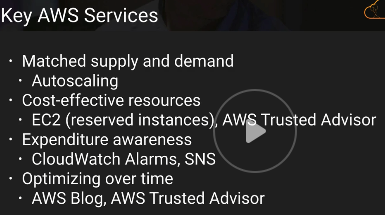 Key AWS Services
· Matched supply and demand
· Autoscaling
· Cost-effective resources
· EC2 (reserved instances), AWS Trusted Advisor
· Expenditure awareness
· CloudWatch Alarms, SNS
· Optimizing over time
· AWS Blog, AWS Trusted Advisor